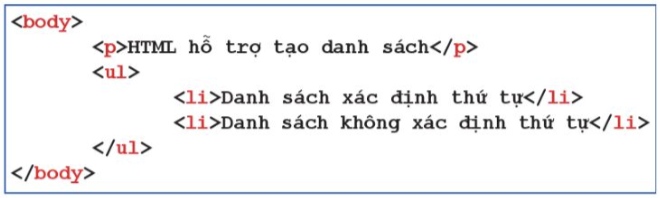 <body>
<p>HTML hỗ trợ tạo danh sách</p>
<ul>
<li>Danh sách xác định thứ tự</li>
<li>Danh sách không xác định thứ tự</li>
</ul>
</body>